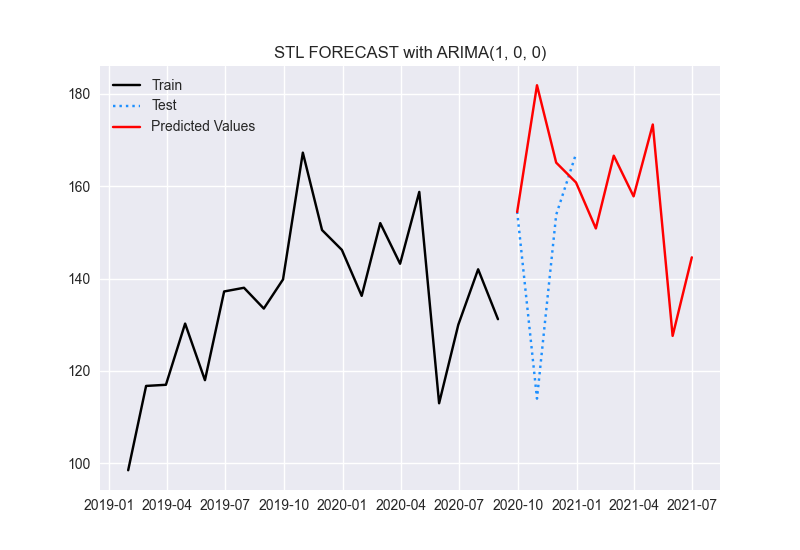 STL FORECAST with ARIMA(1, 0, 0)
Train
Test
Predicted Values
180
160
140
120
100
2019-01 2019-04 2019-07 2019-10 2020-01 2020-04 2020-07 2020-10 2021-01 2021-04 2021-07